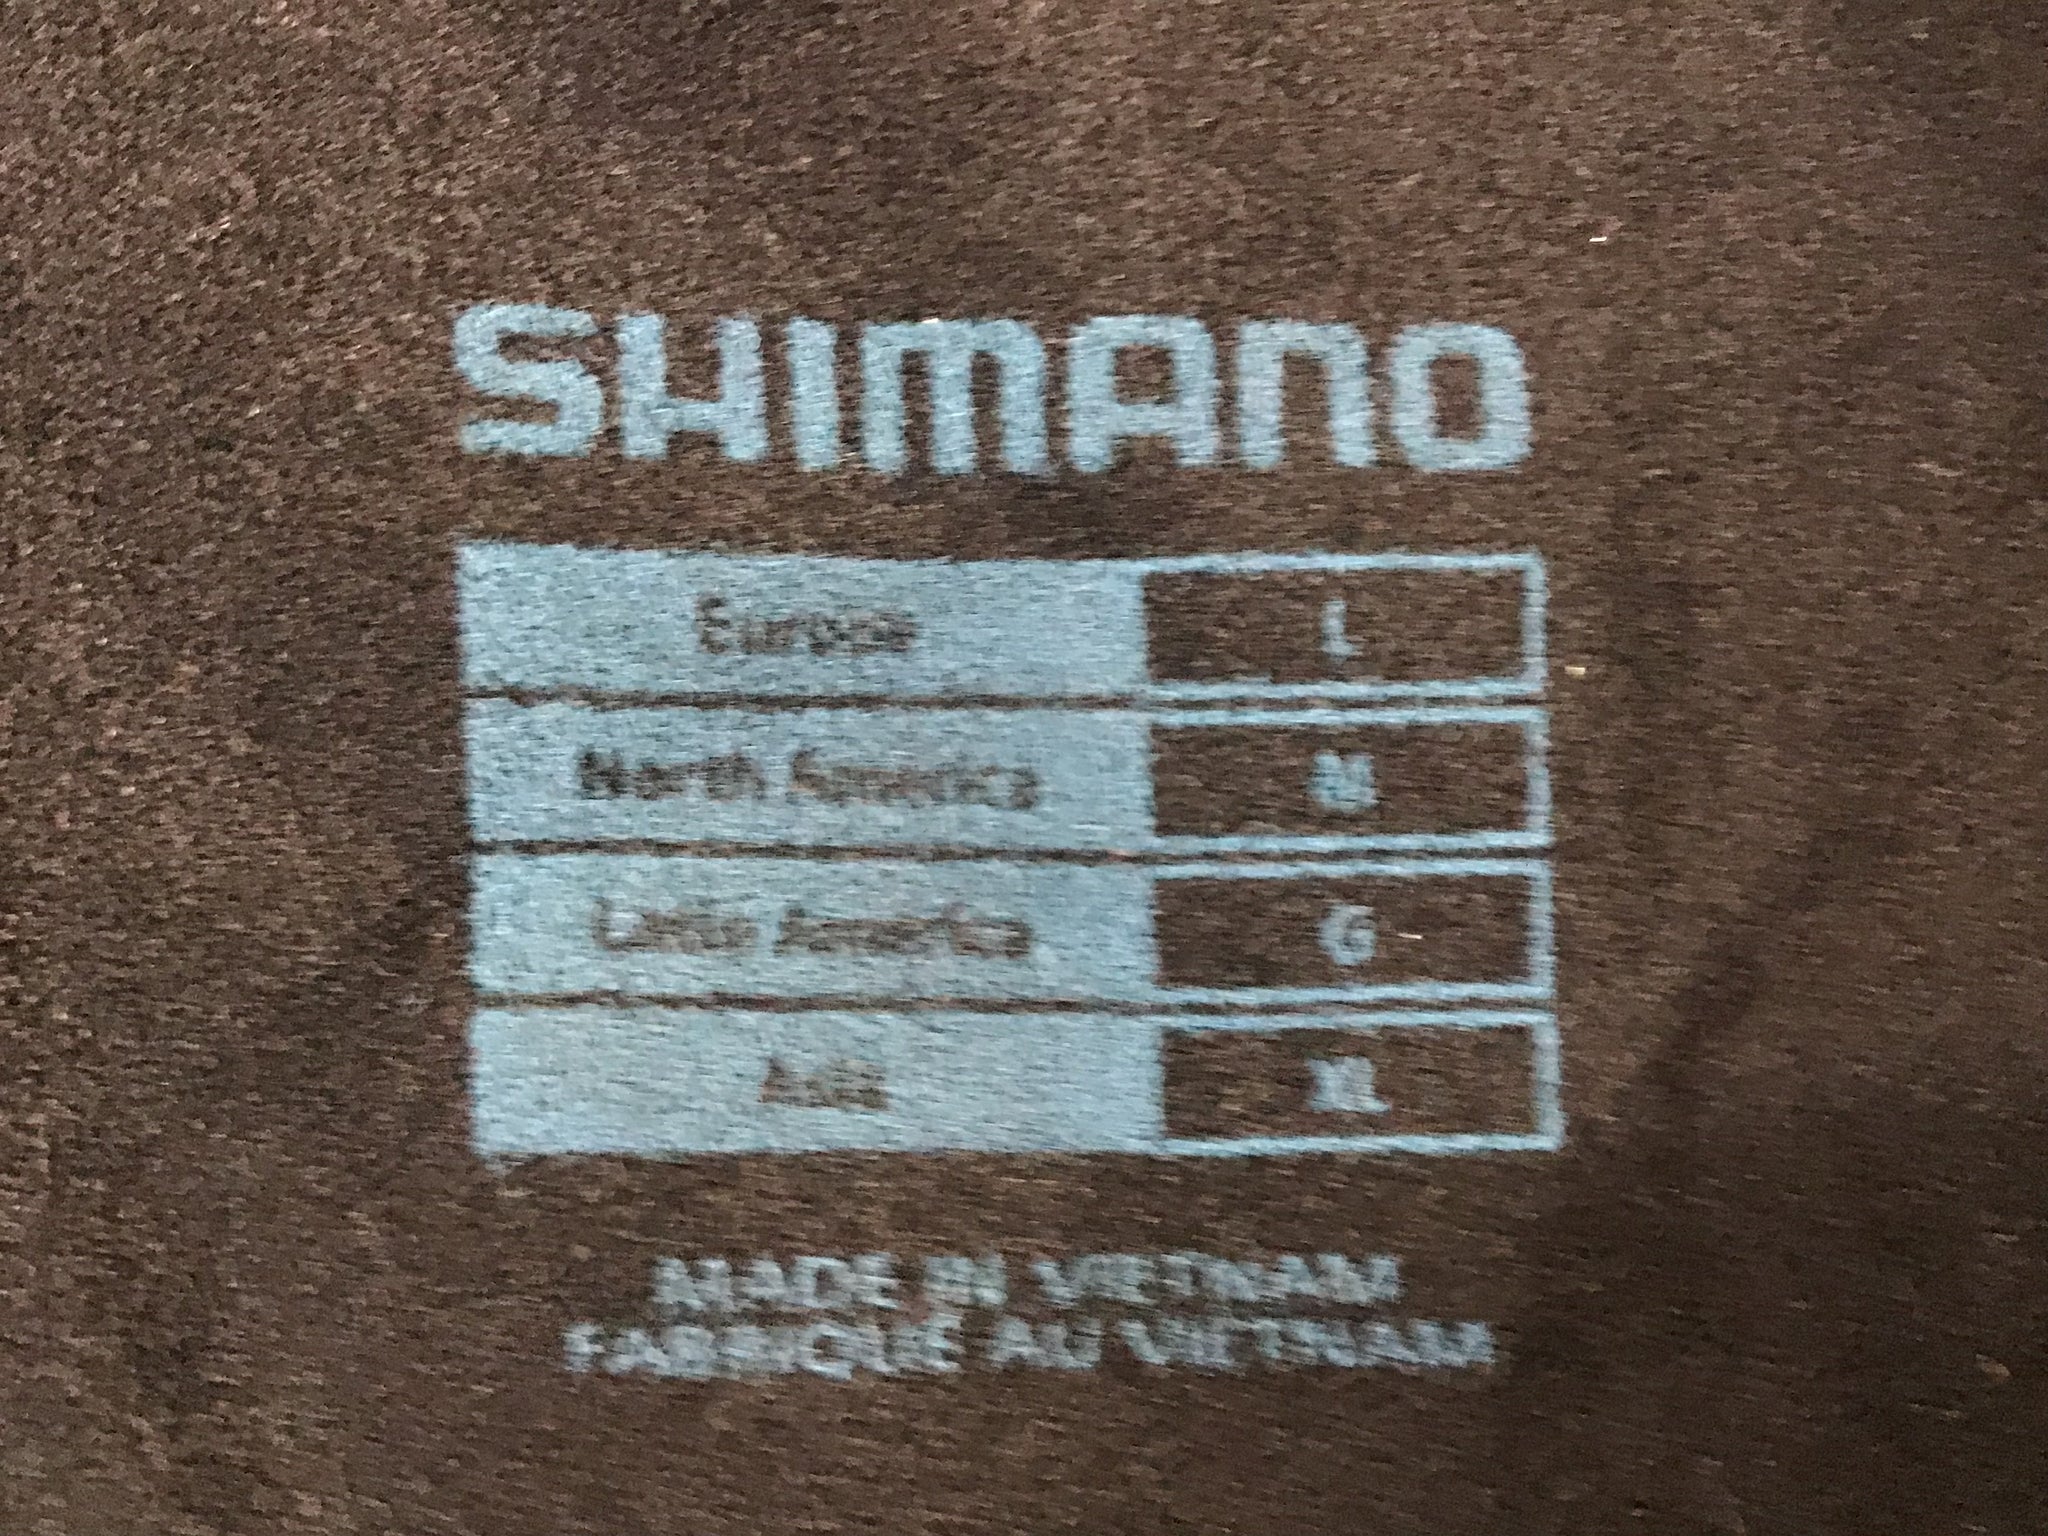 SHIMANO
Europe L
North America M
Latin America G
Asia XL
MADE IN VIETNAM
FABRIQUÉ AU VIETNAM